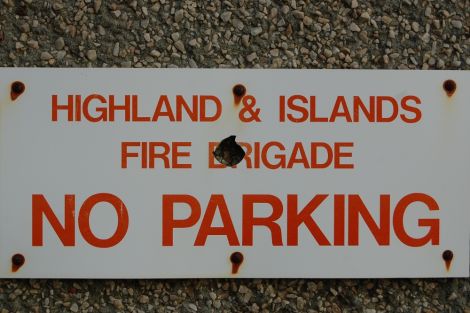 HIGHLAND & ISLANDS
FIRE BRIGADE
NO PARKING